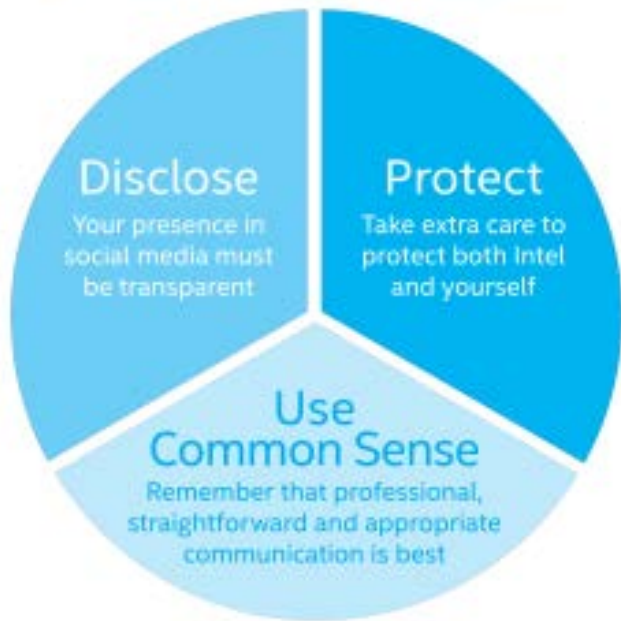 Disclose
Your presence in
social media must
be transparent
Protect
Take extra care to
protect both Intel
and yourself
Use
Common Sense
Remember that professional,
straightforward and appropriate
communication is best